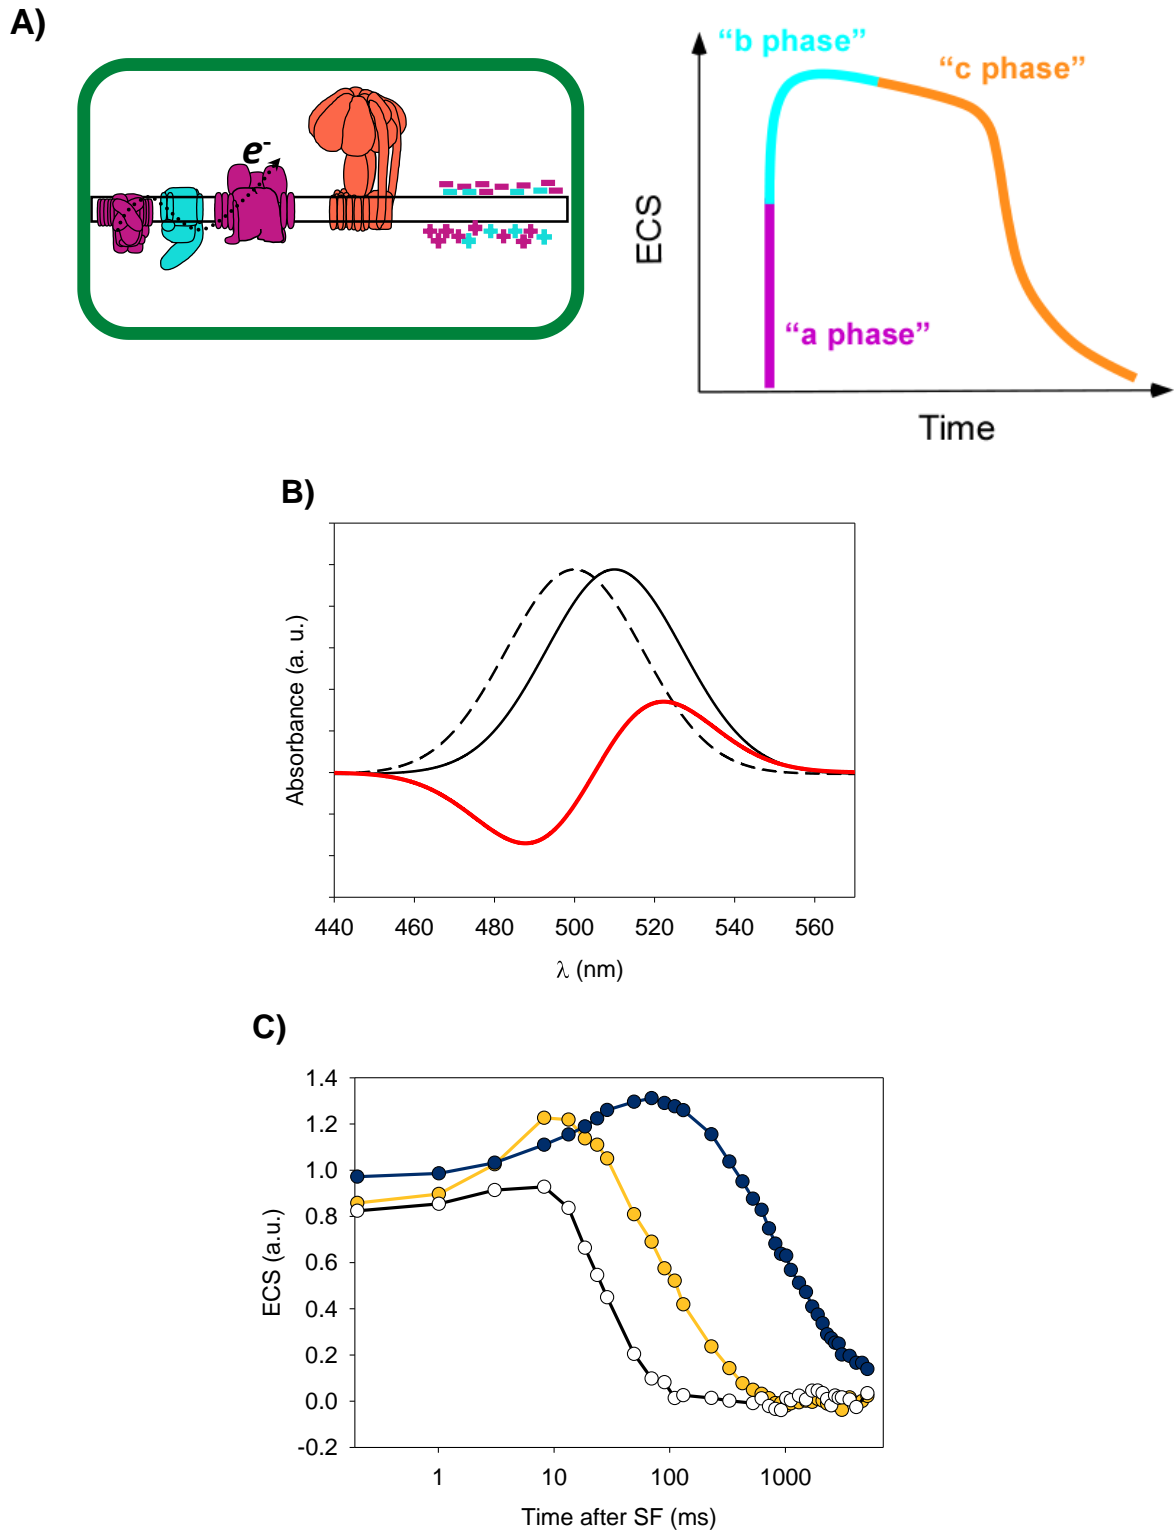 A)
e-
“b phase”
“c phase”
“a phase”
ECS
Time
B)
Absorbance (a. u.)
440 460 480 500 520 540 560
λ (nm)
C)
1.4
1.2
1.0
0.8
0.6
0.4
0.2
0.0
-0.2
ECS (a.u.)
1 10 100 1000
Time after SF (ms)